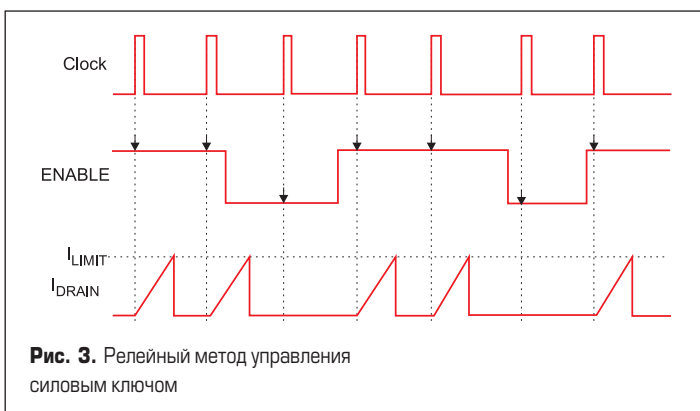 Clock
ENABLE
ILIMIT
IDRAIN
Рис. 3. Релейный метод управления
силовым ключом